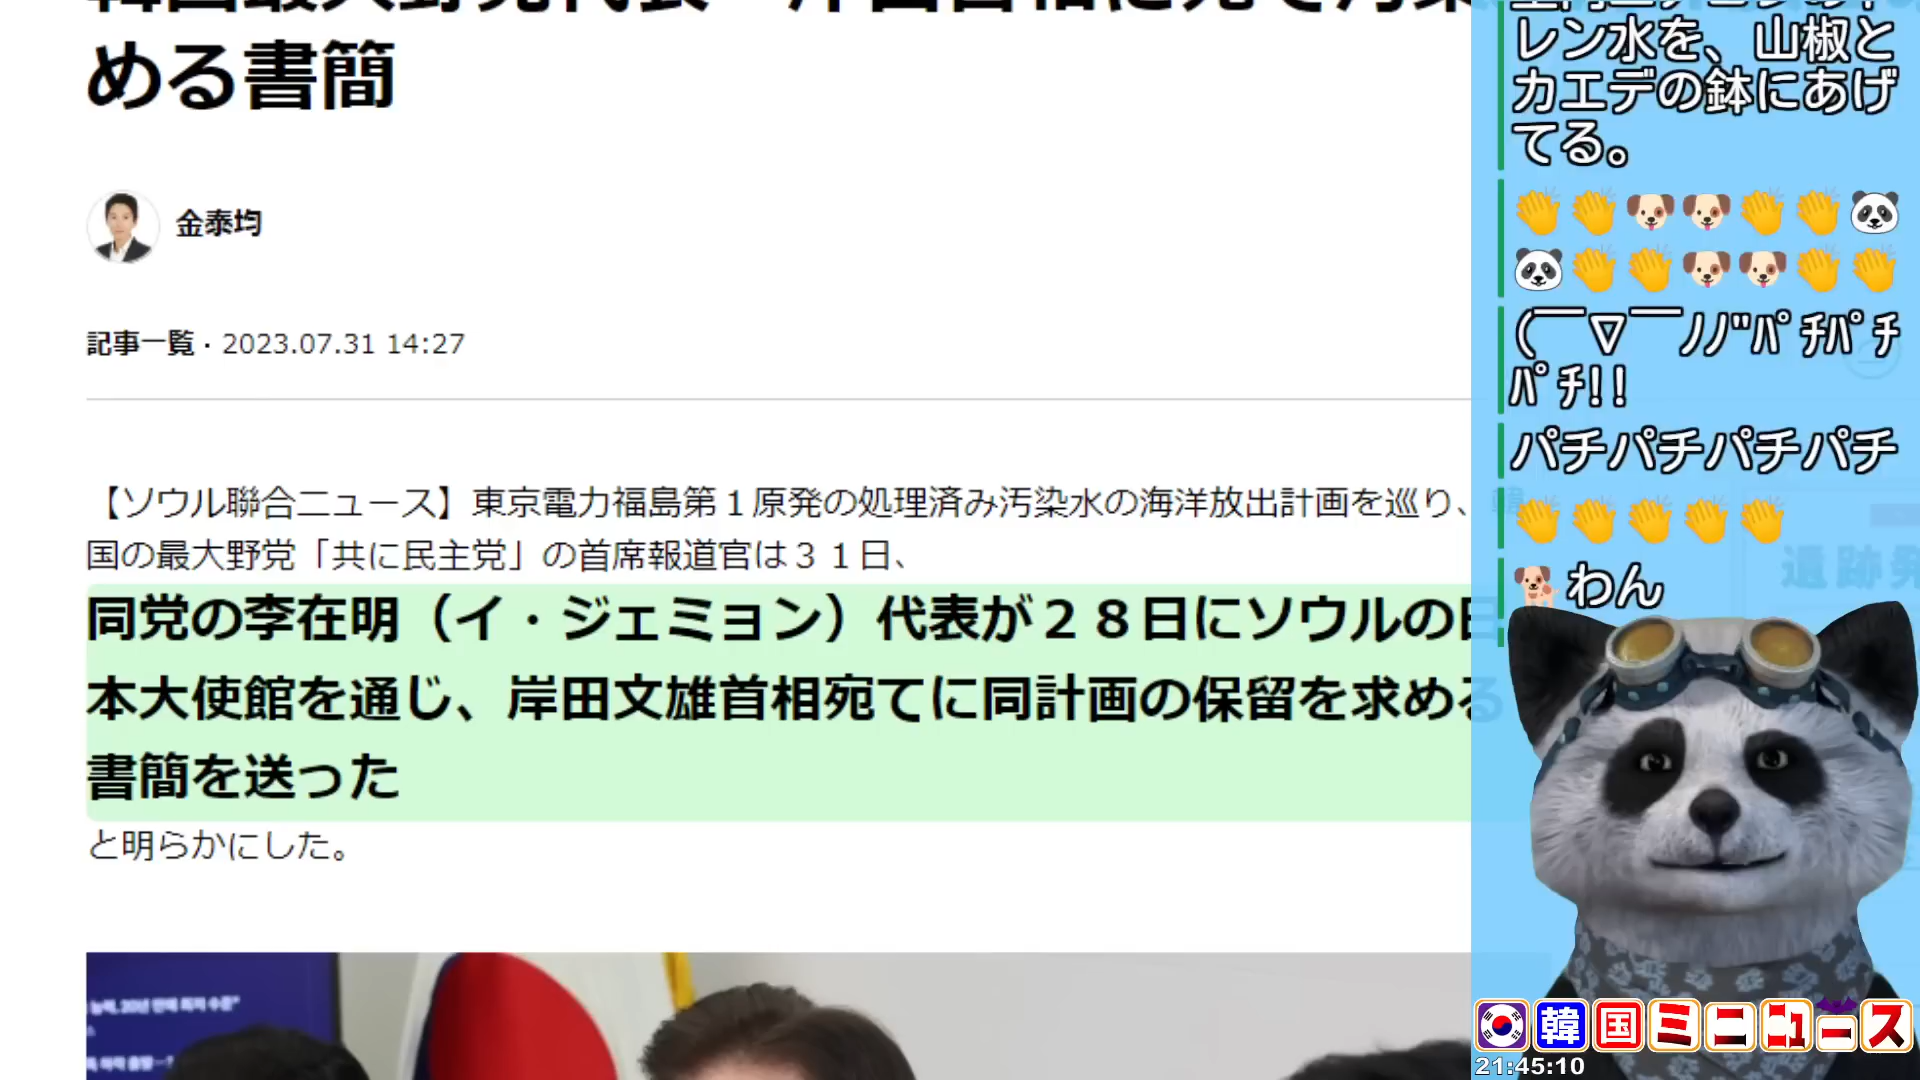 める書簡
金泰均
記事一覧 · 2023.07.31 14:27
【ソウル聯合ニュース】東京電力福島第１原発の処理済み汚染水の海洋放出計画を巡り、韓
国の最大野党「共に民主党」の首席報道官は３１日、
同党の李在明（イ・ジェミョン）代表が２８日にソウルの日
本大使館を通じ、岸田文雄首相宛てに同計画の保留を求める
書簡を送った
と明らかにした。
レン水を、山椒と
カエデの鉢にあげ
てる。
👏👏🐶🐶👏👏🐼
🐼👏👏🐶🐶👏👏
(￣∇￣ﾉﾉ"ﾊﾟﾁﾊﾟﾁ
ﾊﾟﾁ!!
パチパチパチパチ
👏👏👏👏👏
🐕わん
遺跡発
韓国ミニニュース
21:45:10